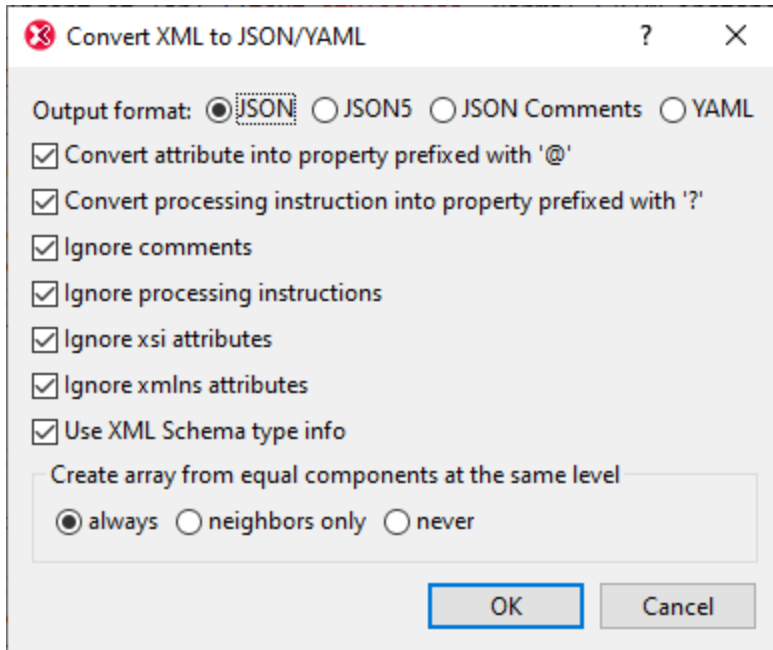 Convert XML to JSON/YAML ?
Output format: JSON JSON5 JSON Comments YAML
Convert attribute into property prefixed with '@'
Convert processing instruction into property prefixed with '?'
Ignore comments
Ignore processing instructions
Ignore xsi attributes
Ignore xmlns attributes
Use XML Schema type info
Create array from equal components at the same level
always neighbors only never
OK Cancel